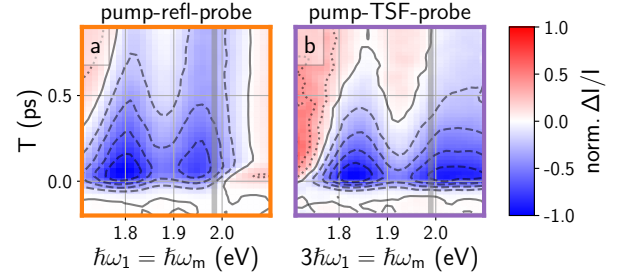 pump-refl-probe pump-TSF-probe
a b
T (ps)
0.5
0.0
1.8 1.9 2.0
1.8 1.9 2.0
ℏω₁ = ℏωₘ (eV)
3ℏω₁ = ℏωₘ (eV)
1.0
0.5
0.0
-0.5
-1.0
norm. ΔI/I